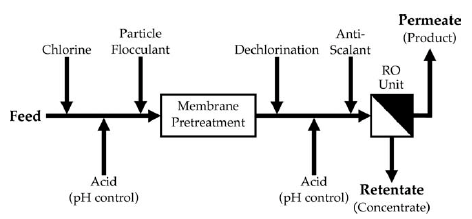 Chlorine
Particle
Flocculant
Dechlorination
Anti-
Scalant
Permeate
(Product)
RO
Unit
Feed
Membrane
Pretreatment
Acid
(pH control)
Acid
(pH control)
Retentate
(Concentrate)